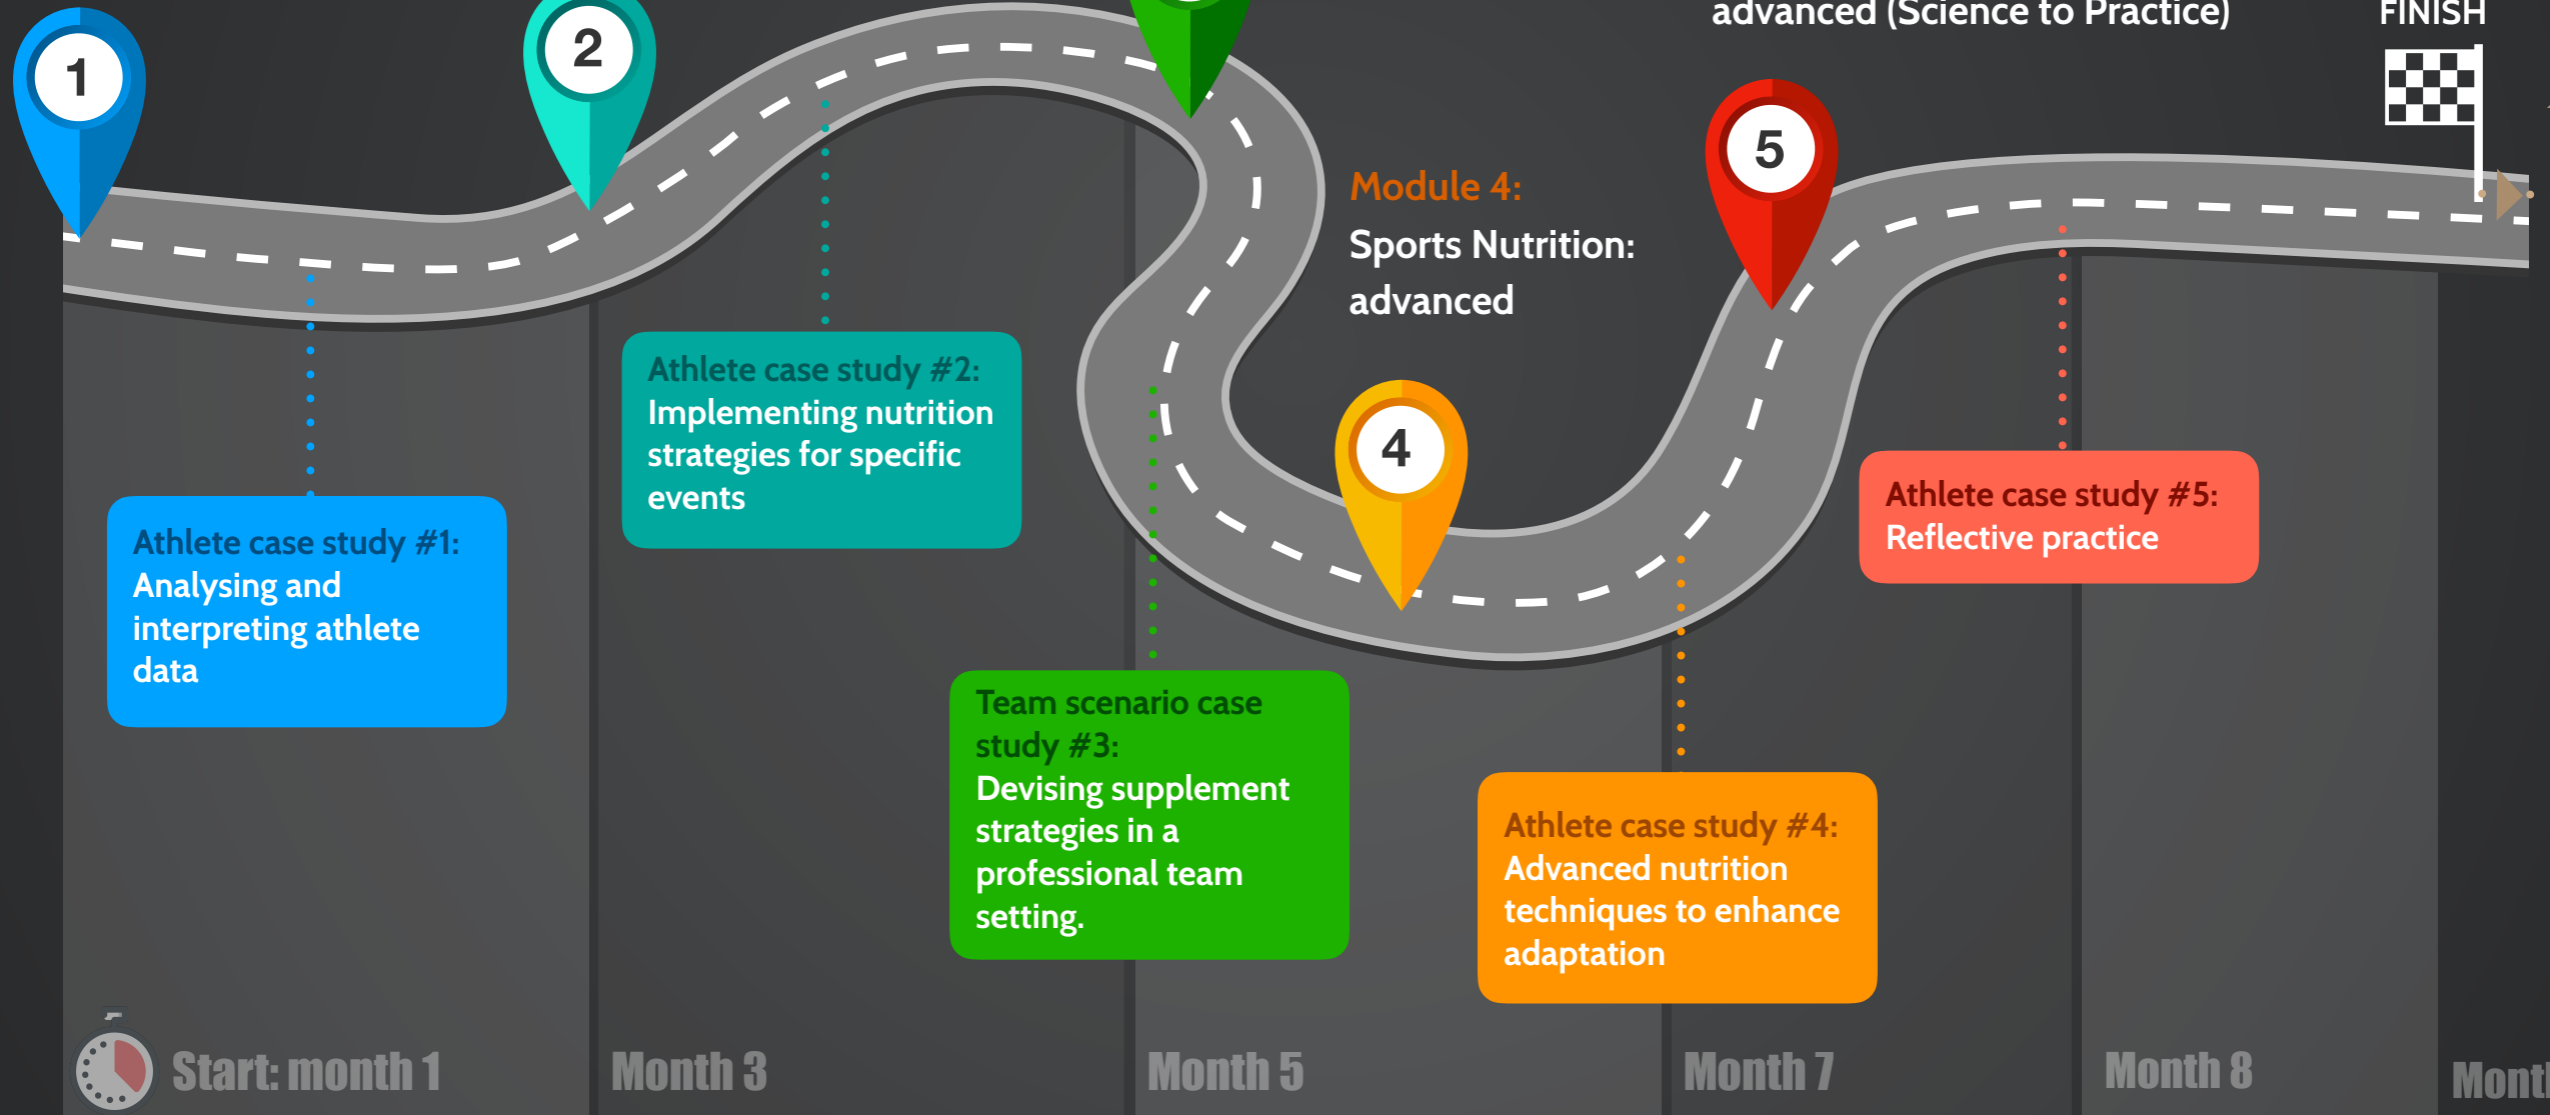 advanced (Science to Practice)
FINISH
1
2
5
Module 4:
Sports Nutrition:
advanced
4
Athlete case study #2:
Implementing nutrition
strategies for specific
events
Athlete case study #5:
Reflective practice
Athlete case study #1:
Analysing and
interpreting athlete
data
Team scenario case
study #3:
Devising supplement
strategies in a
professional team
setting.
Athlete case study #4:
Advanced nutrition
techniques to enhance
adaptation
Start: month 1
Month 3
Month 5
Month 7
Month 8